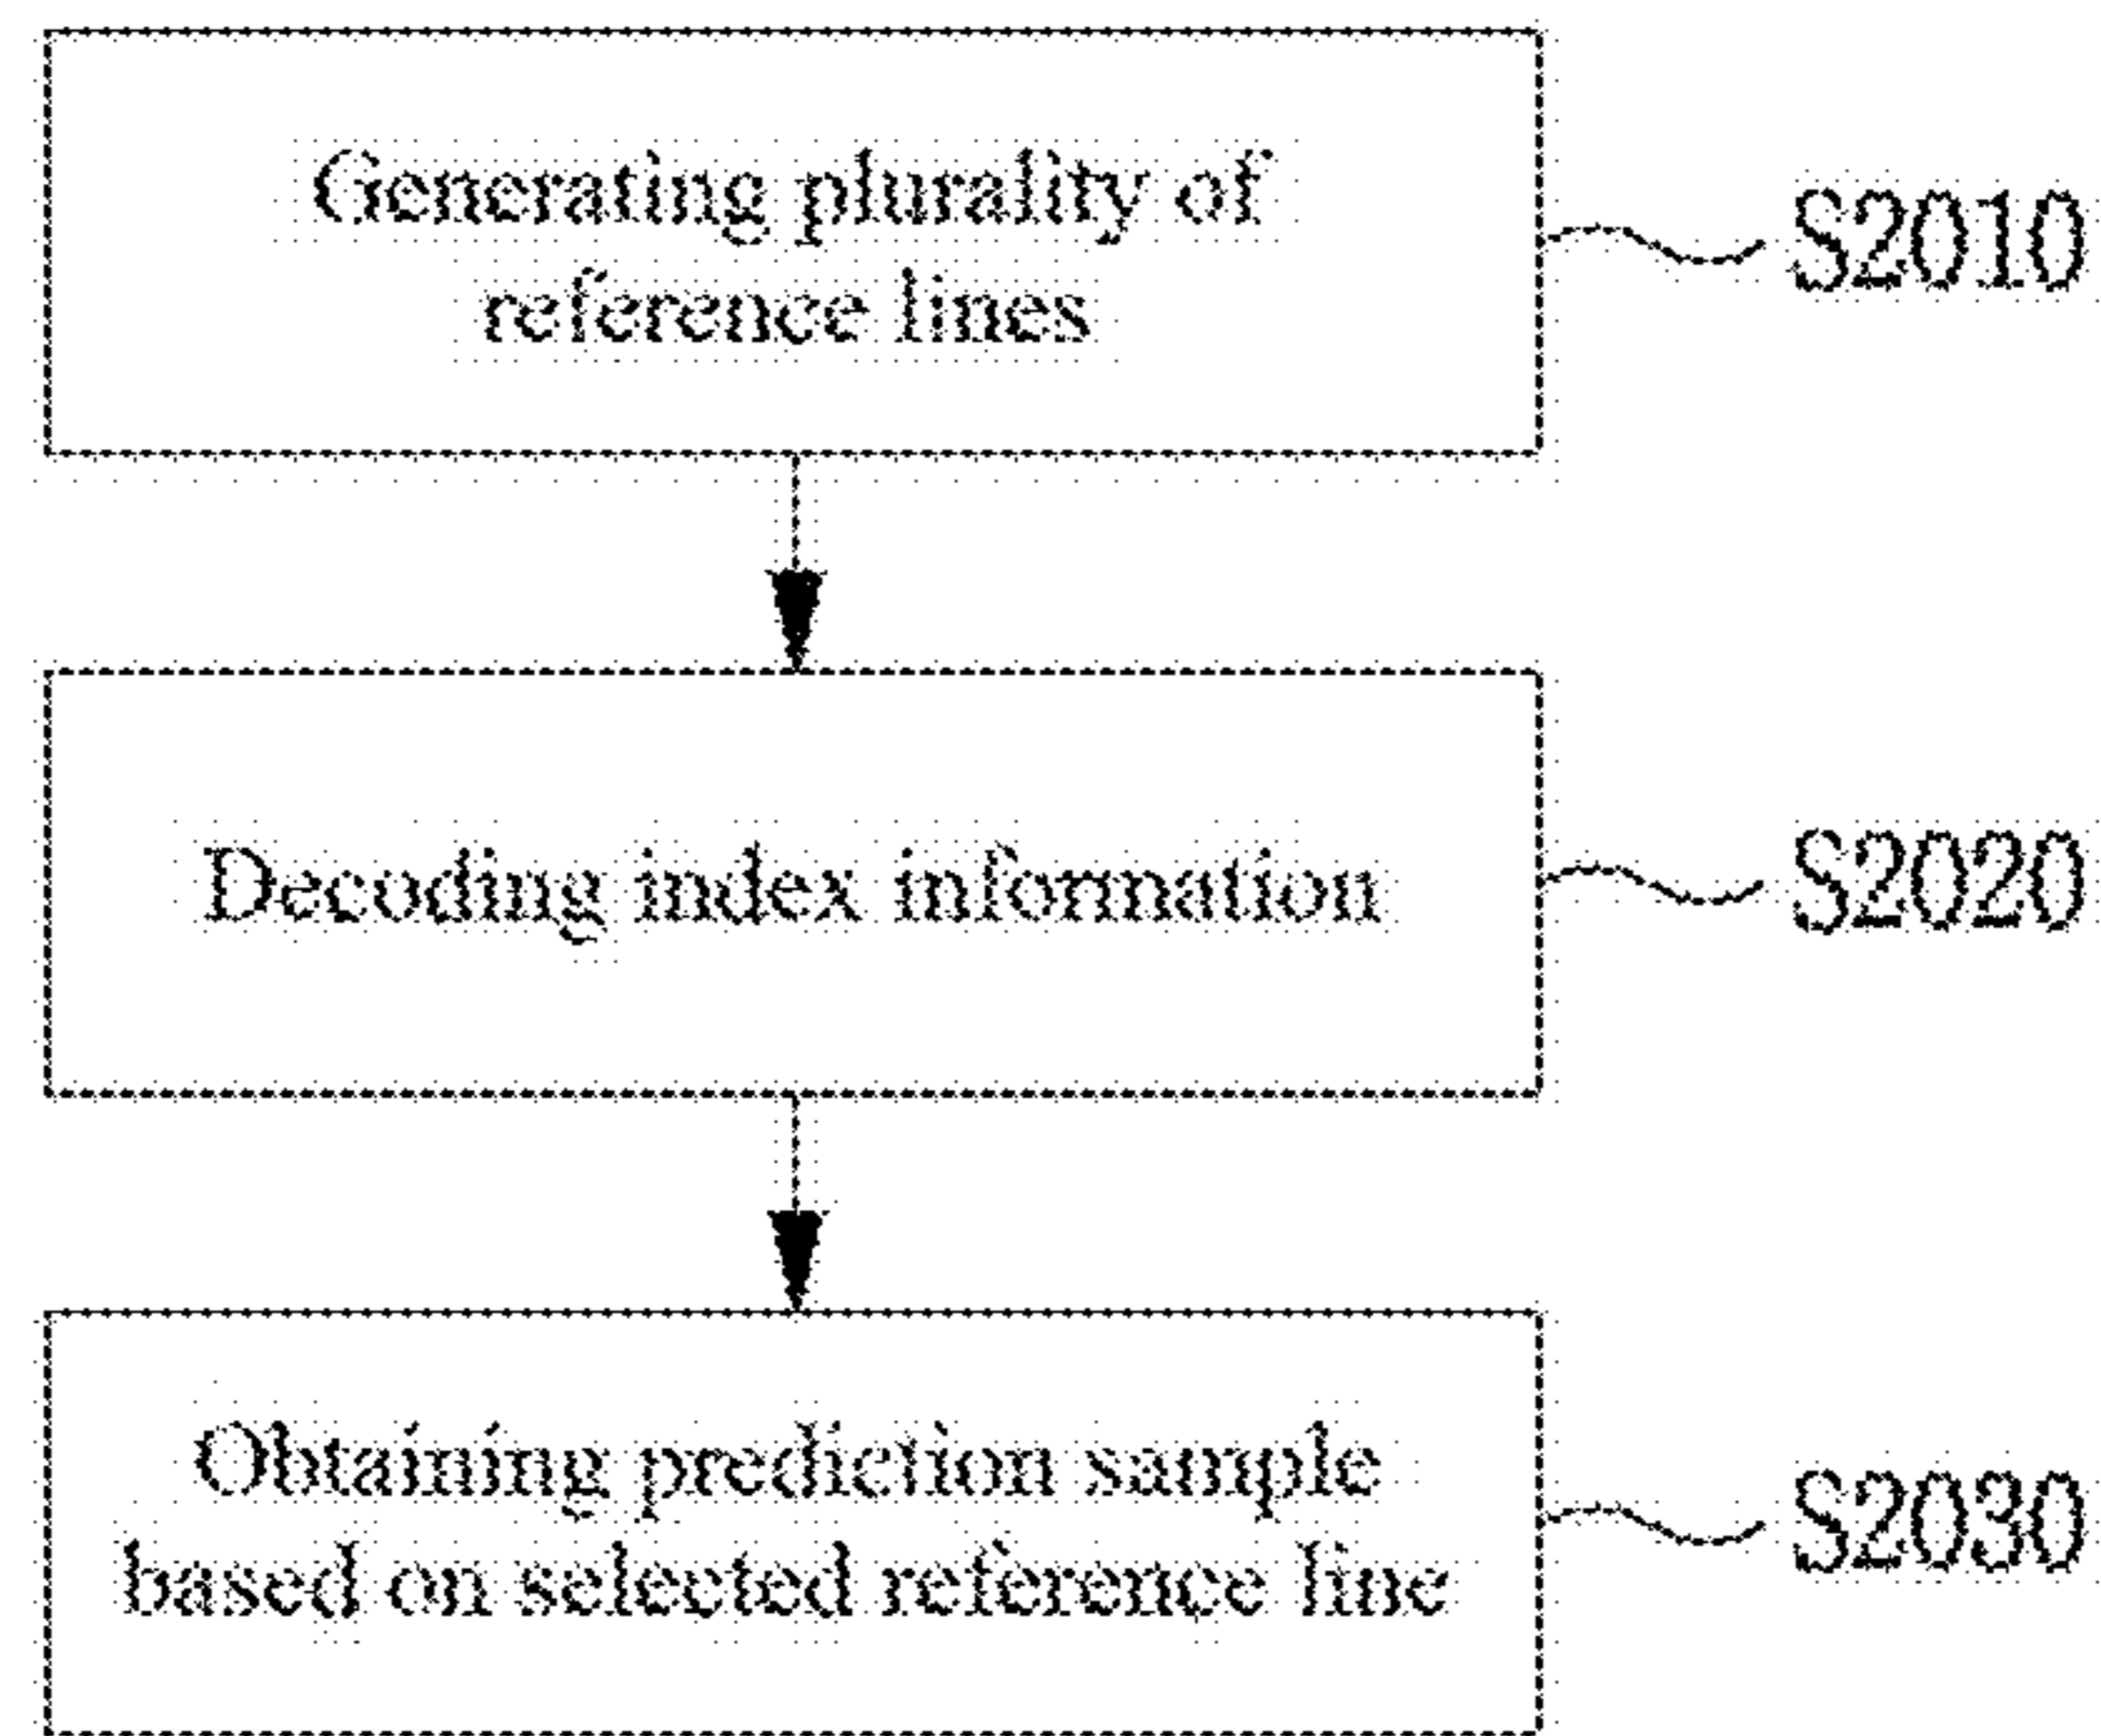 Generating plurality of
reference lines
S2010
Decoding index information
S2020
Obtaining prediction sample
based on selected reference line
S2030